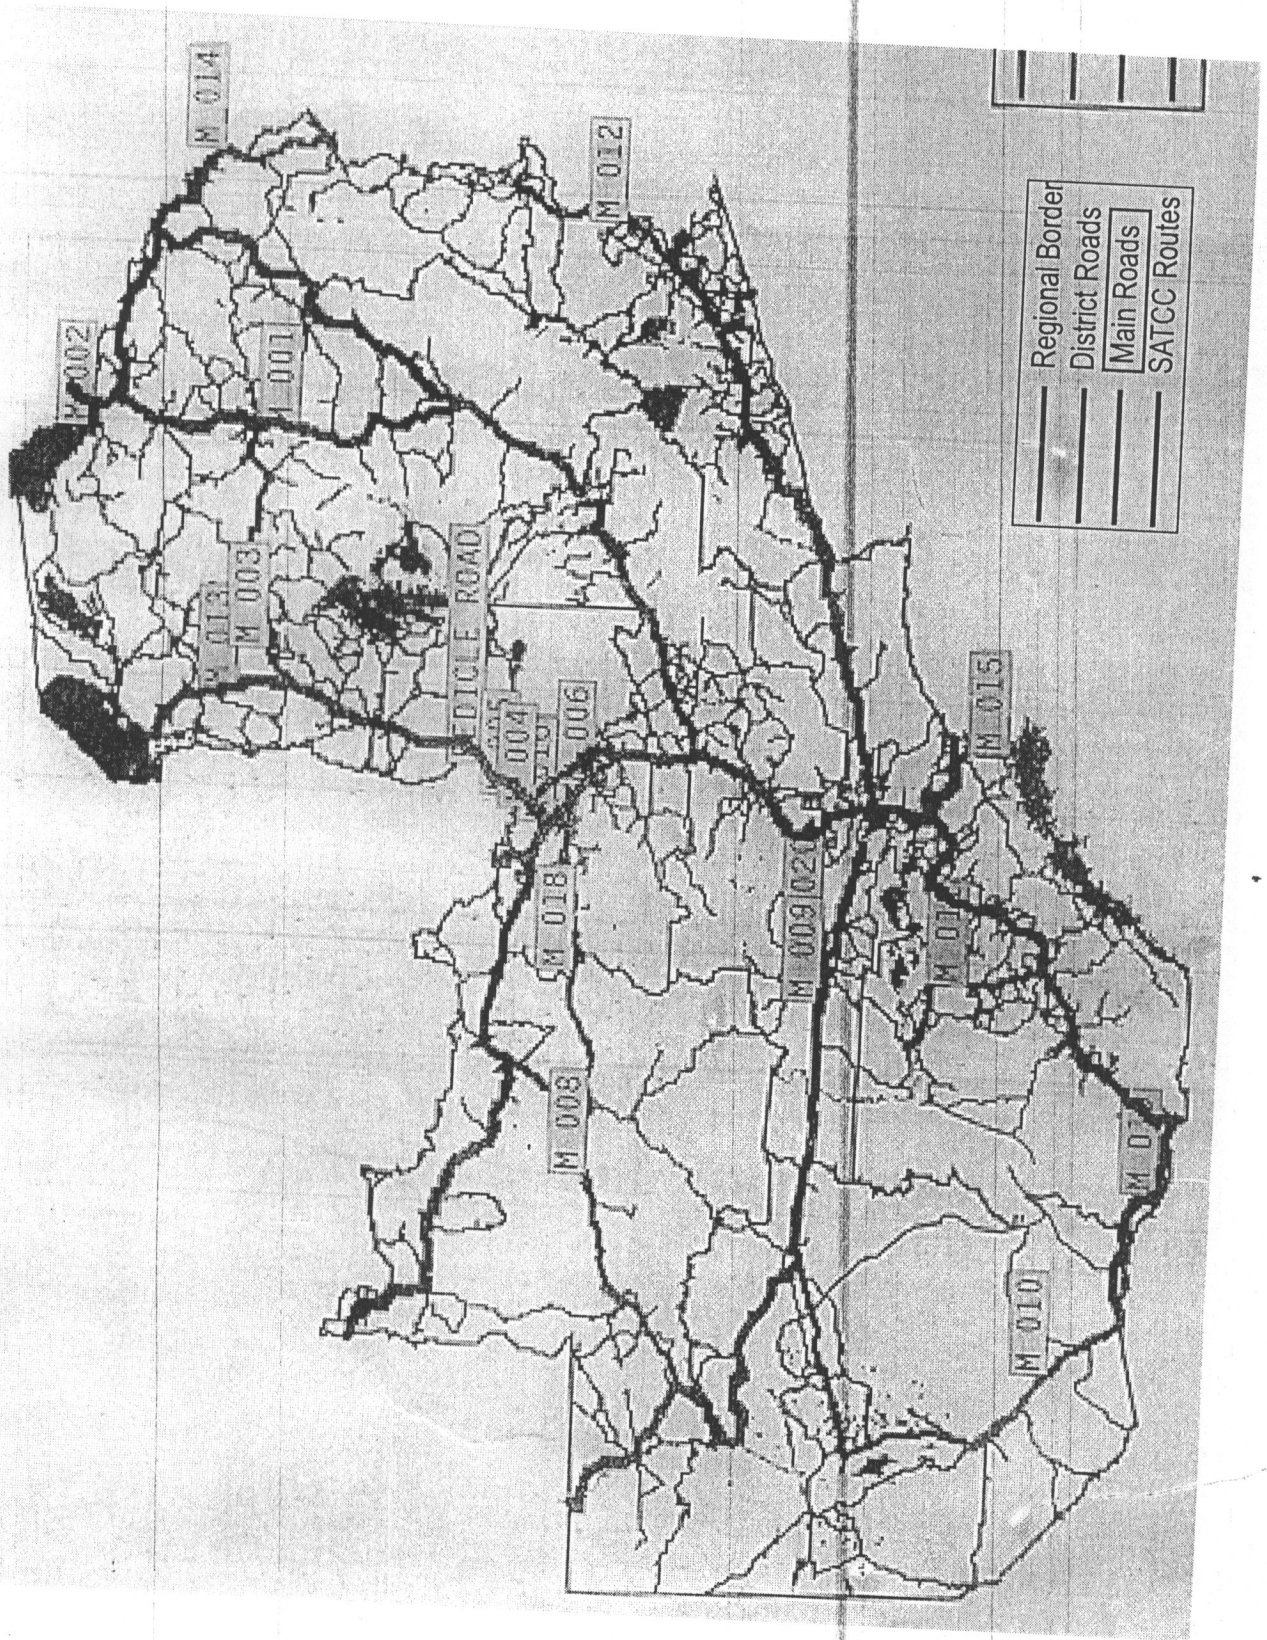 M 014
M 002
M 001
M 012
M 013
M 003
PEDICLE ROAD
004
006
M 015
M 018
M 009
020
M 008
M 010
Regional Border
District Roads
Main Roads
SATCC Routes